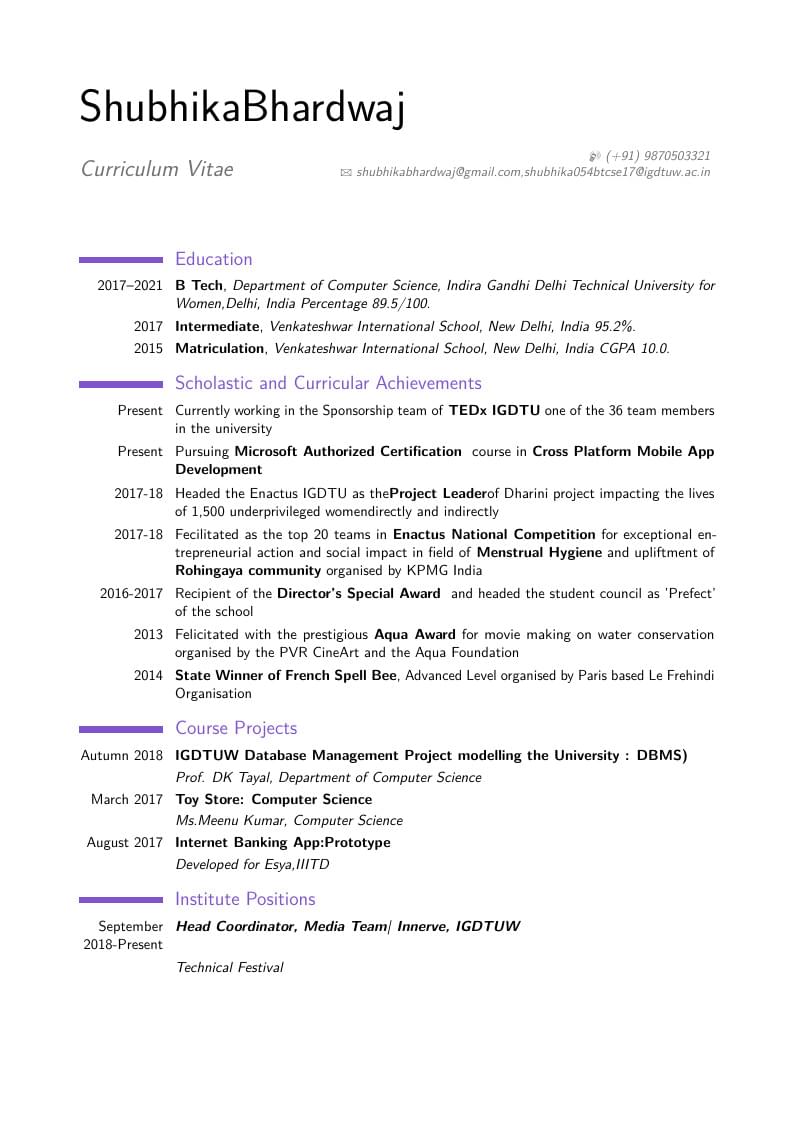 ShubhikaBhardwaj
Curriculum Vitae
(+91) 9870503321
shubhikabhardwaj@gmail.com,shubhika054btcse17@igdtuw.ac.in
Education
2017–2021 B Tech, Department of Computer Science, Indira Gandhi Delhi Technical University for
Women,Delhi, India Percentage 89.5/100.
2017 Intermediate, Venkateshwar International School, New Delhi, India 95.2%.
2015 Matriculation, Venkateshwar International School, New Delhi, India CGPA 10.0.
Scholastic and Curricular Achievements
Present Currently working in the Sponsorship team of TEDx IGDTU one of the 36 team members
in the university
Present Pursuing Microsoft Authorized Certification course in Cross Platform Mobile App
Development
2017-18 Headed the Enactus IGDTU as theProject Leaderof Dharini project impacting the lives
of 1,500 underprivileged womendirectly and indirectly
2017-18 Fecilitated as the top 20 teams in Enactus National Competition for exceptional en-
trepreneurial action and social impact in field of Menstrual Hygiene and upliftment of
Rohingaya community organised by KPMG India
2016-2017 Recipient of the Director's Special Award and headed the student council as 'Prefect'
of the school
2013 Felicitated with the prestigious Aqua Award for movie making on water conservation
organised by the PVR CineArt and the Aqua Foundation
2014 State Winner of French Spell Bee, Advanced Level organised by Paris based Le Frehindi
Organisation
Course Projects
Autumn 2018 IGDTUW Database Management Project modelling the University : DBMS)
Prof. DK Tayal, Department of Computer Science
March 2017 Toy Store: Computer Science
Ms.Meenu Kumar, Computer Science
August 2017 Internet Banking App:Prototype
Developed for Esya,IIITD
Institute Positions
September Head Coordinator, Media Team| Innerve, IGDTUW
2018-Present
Technical Festival